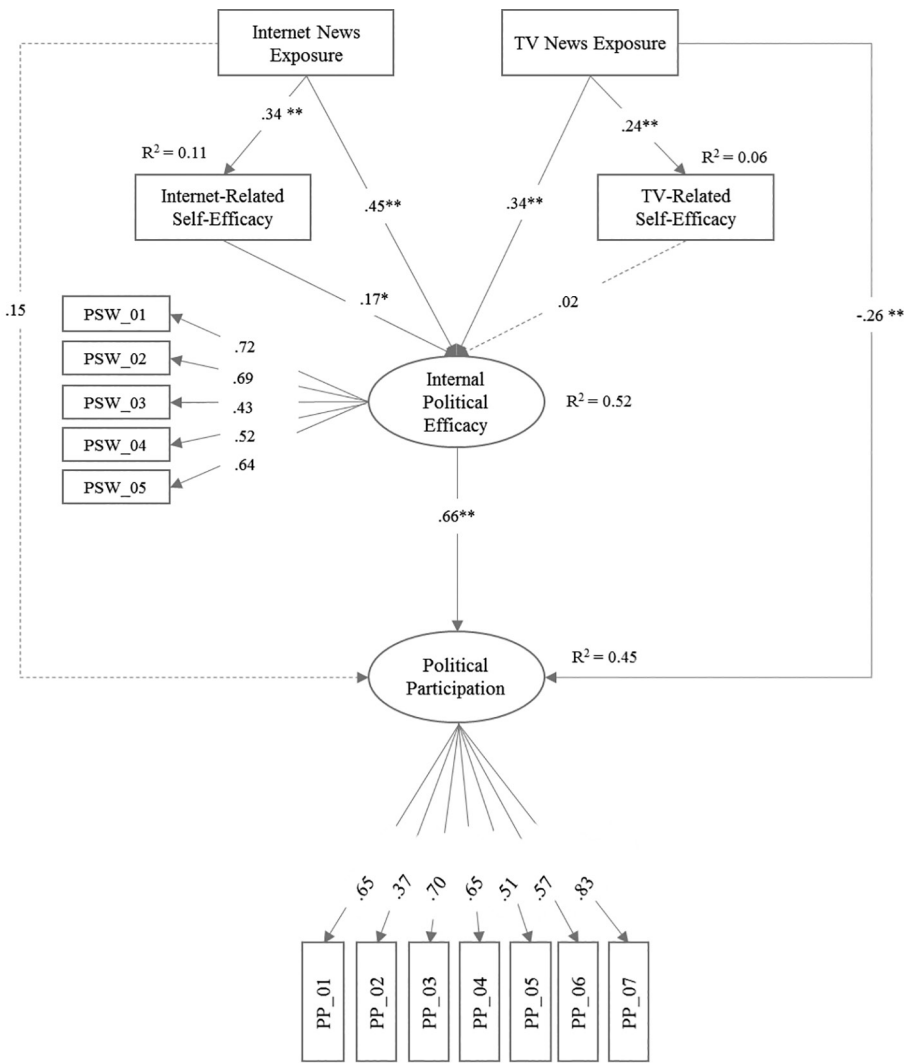 Internet News
Exposure
TV News Exposure
.34 **
.24**
R² = 0.11
R² = 0.06
Internet-Related
Self-Efficacy
.45**
.34**
TV-Related
Self-Efficacy
.15
.17*
.02
-.26 **
PSW_01
PSW_02
PSW_03
PSW_04
PSW_05
.72
.69
.43
.52
.64
Internal
Political
Efficacy
R² = 0.52
.66**
Political
Participation
R² = 0.45
.65
.37
.70
.65
.51
.57
.83
PP_01
PP_02
PP_03
PP_04
PP_05
PP_06
PP_07